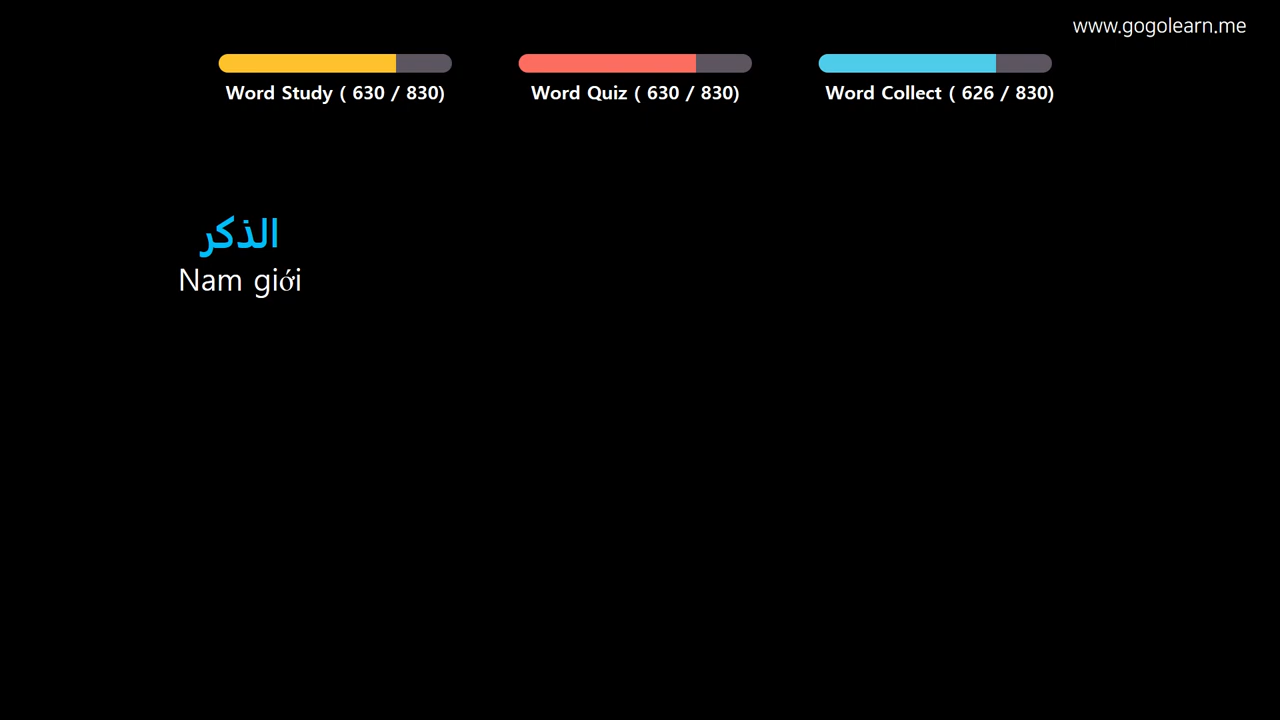 www.gogolearn.me
Word Study ( 630 / 830)
Word Quiz ( 630 / 830)
Word Collect ( 626 / 830)
الذكر
Nam giới